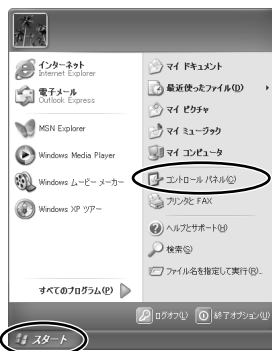 インターネット
Internet Explorer
電子メール
Outlook Express
MSN Explorer
Windows Media Player
Windows ムービー メーカー
Windows XP ツアー
すべてのプログラム(P)
マイ ドキュメント
最近使ったファイル(D)
マイ ピクチャ
マイ ミュージック
マイ コンピュータ
コントロール パネル(C)
プリンタと FAX
ヘルプとサポート(H)
検索(S)
ファイル名を指定して実行(R)...
ログオフ(L)
終了オプション(U)
スタート